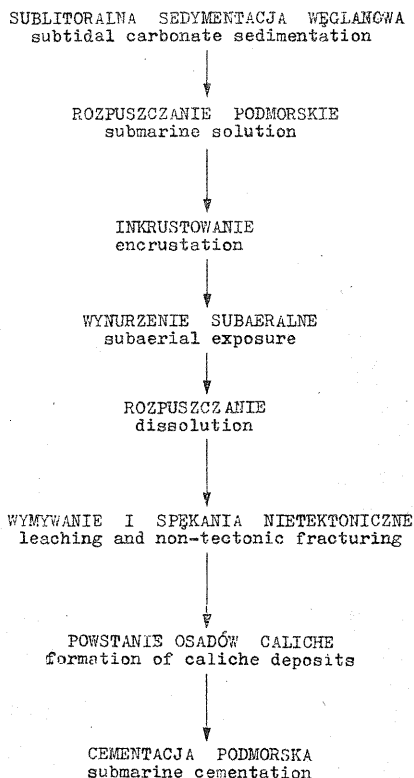 SUBLITORALNA SEDYMENTACJA WĘGLANOWA
subtidal carbonate sedimentation
ROZPUSZCZANIE PODMORSKIE
submarine solution
INKRUSTOWANIE
encrustation
WYNURZENIE SUBAERALNE
subaerial exposure
ROZPUSZCZANIE
dissolution
WYMYWANIE I SPĘKANIA NIETEKTONICZNE
leaching and non-tectonic fracturing
POWSTANIE OSADÓW CALICHE
formation of caliche deposits
CEMENTACJA PODMORSKA
submarine cementation